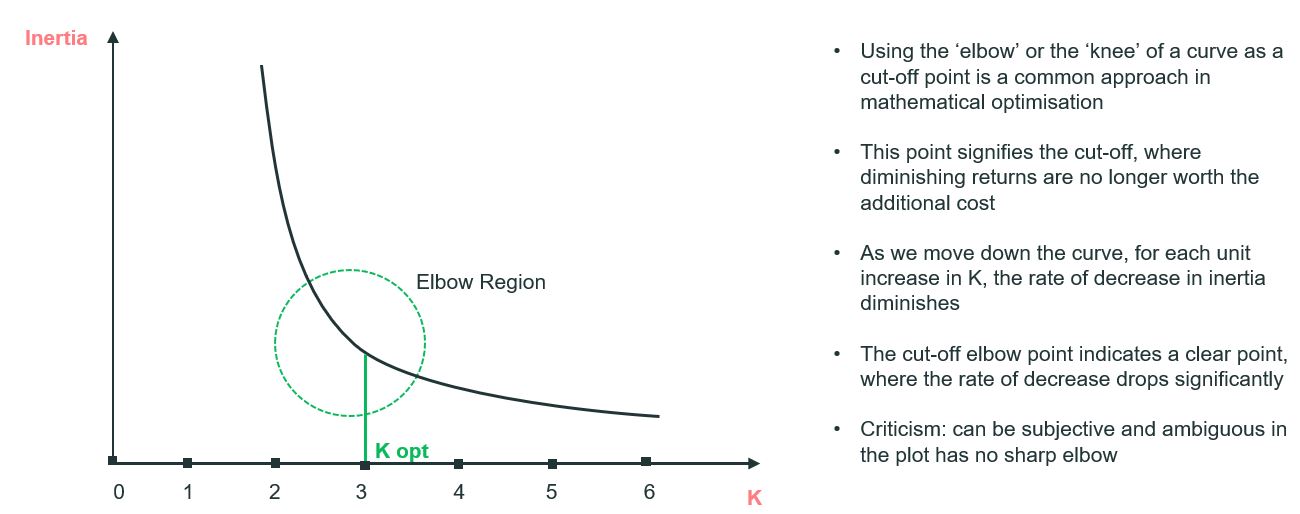 Inertia
Elbow Region
K opt
0 1 2 3 4 5 6
K
• Using the ‘elbow’ or the ‘knee’ of a curve as a
cut-off point is a common approach in
mathematical optimisation
• This point signifies the cut-off, where
diminishing returns are no longer worth the
additional cost
• As we move down the curve, for each unit
increase in K, the rate of decrease in inertia
diminishes
• The cut-off elbow point indicates a clear point,
where the rate of decrease drops significantly
• Criticism: can be subjective and ambiguous in
the plot has no sharp elbow